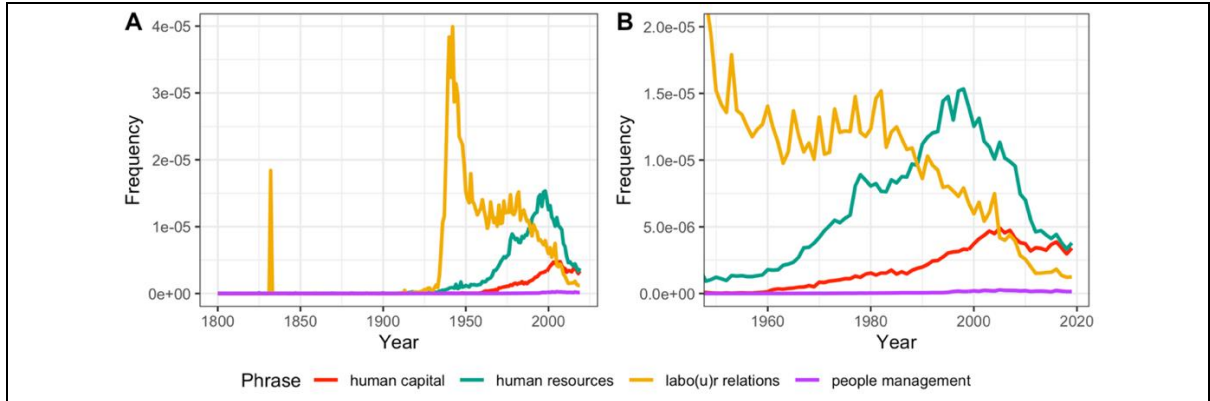 A
B
4e-05
3e-05
2e-05
1e-05
0e+00
Frequency
1800 1850 1900 1950 2000
Year
2.0e-05
1.5e-05
1.0e-05
5.0e-06
0.0e+00
Frequency
1960 1980 2000 2020
Year
Phrase human capital human resources labo(u)r relations people management